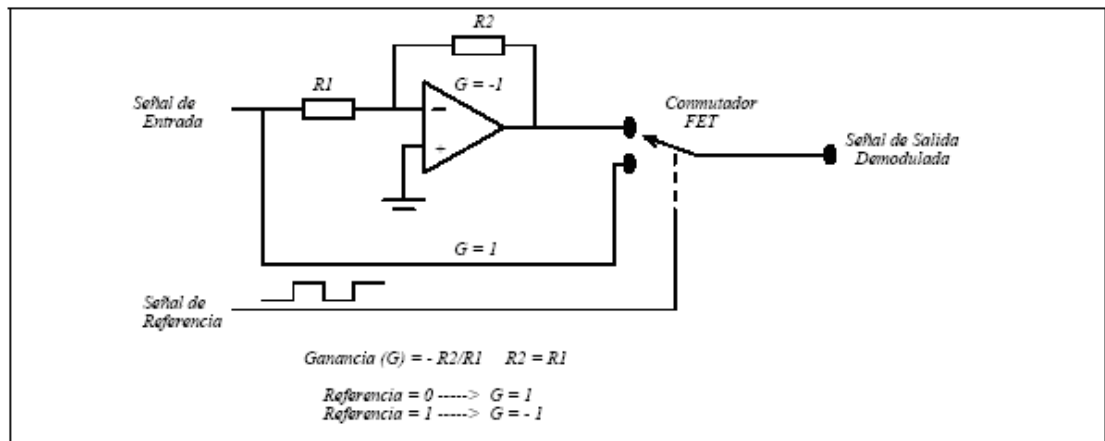 R2
R1
G = -1
Señal de
Entrada
Conmutador
FET
Señal de Salida
Demodulada
G = 1
Señal de
Referencia
Ganancia (G) = - R2/R1 R2 = R1
Referencia = 0 -----> G = 1
Referencia = 1 -----> G = - 1